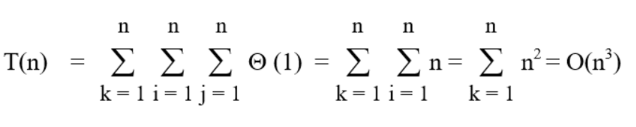 n n n n n n
T(n) = Σ Σ Σ Θ (1) = Σ Σ n = Σ n² = O(n³)
k = 1 i = 1 j = 1 k = 1 i = 1 k = 1